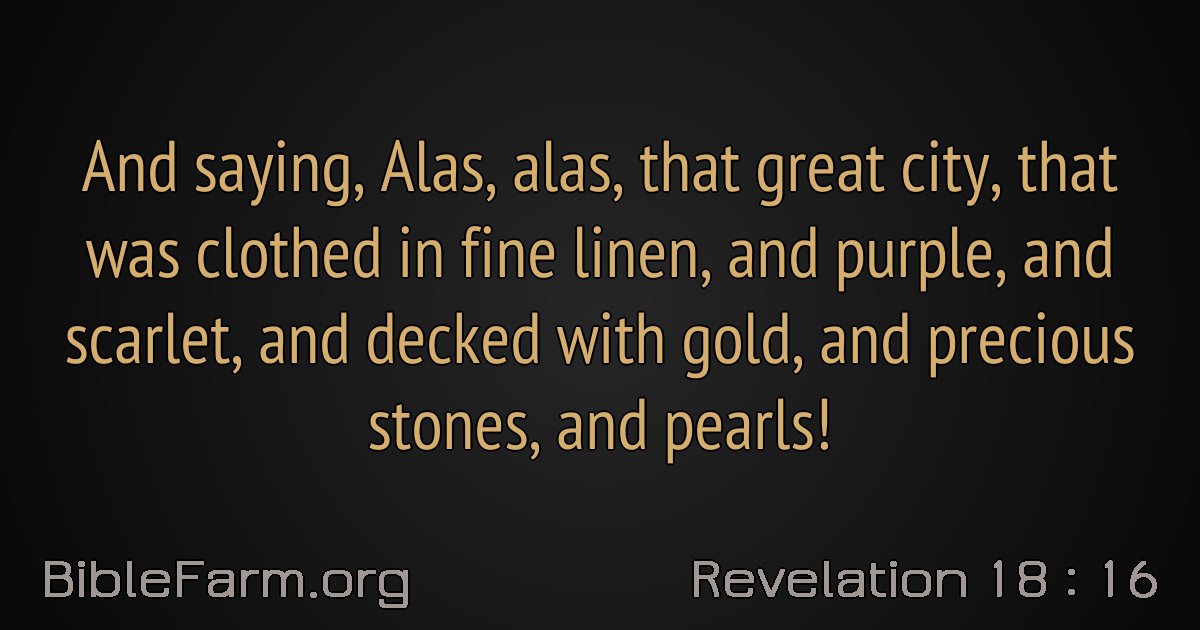 And saying, Alas, alas, that great city, that
was clothed in fine linen, and purple, and
scarlet, and decked with gold, and precious
stones, and pearls!
BibleFarm.org
Revelation 18 : 16